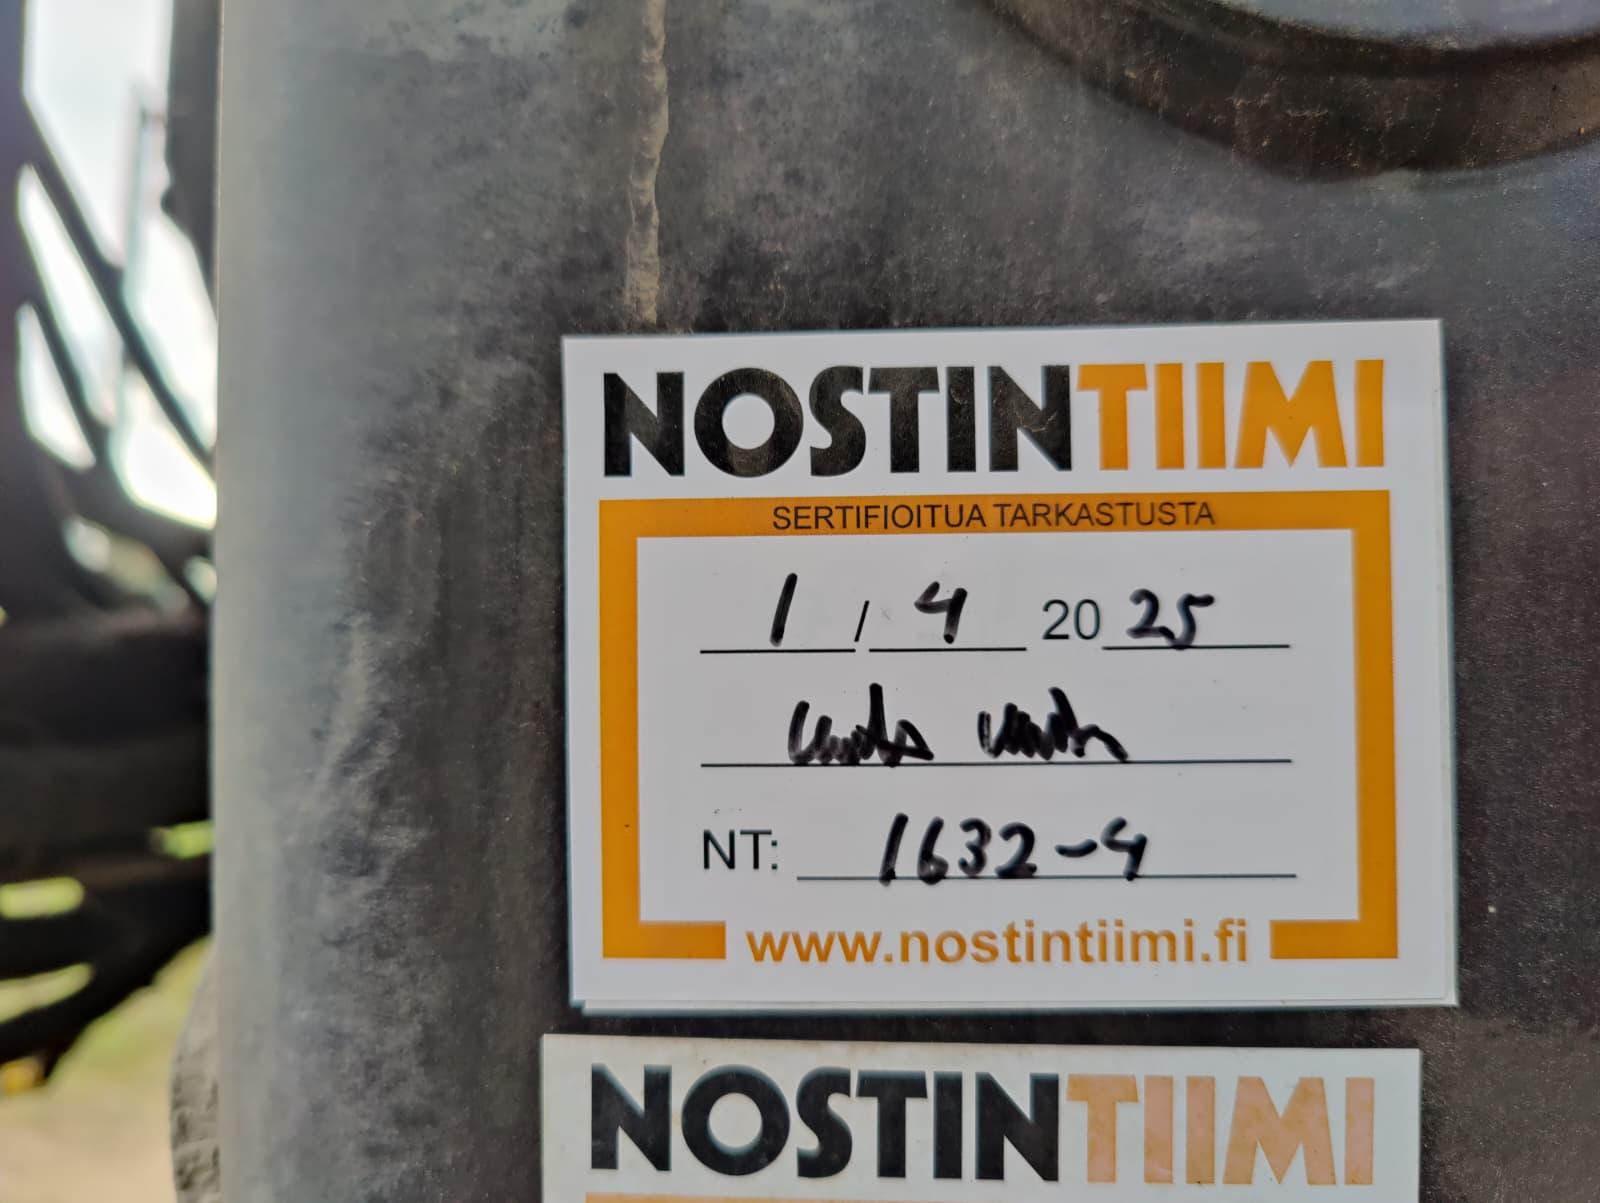 NOSTINTIIMI
SERTIFIOITUA TARKASTUSTA
1 / 4 2025
NT: 1632-4
www.nostintiimi.fi
NOSTINTIIMI